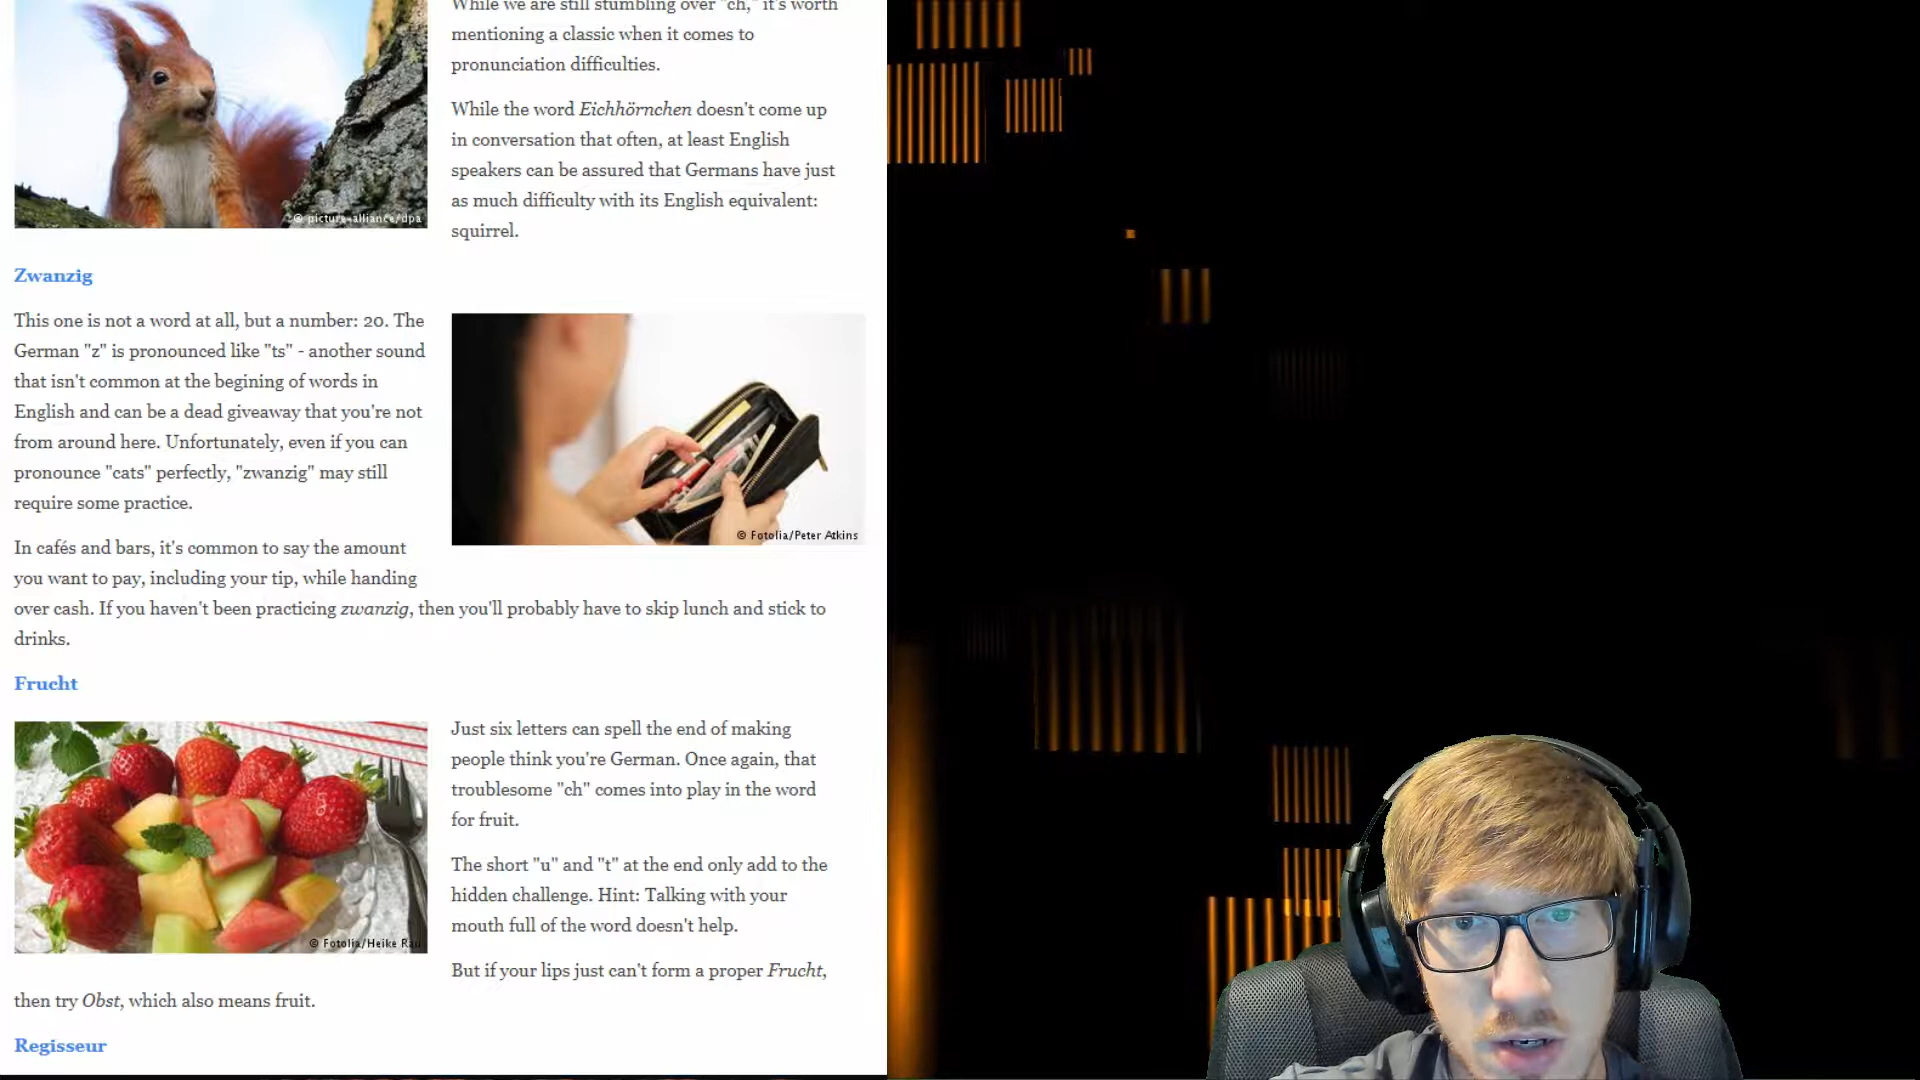 While we are still stumbling over "ch," it's worth
mentioning a classic when it comes to
pronunciation difficulties.
While the word Eichhörnchen doesn't come up
in conversation that often, at least English
speakers can be assured that Germans have just
as much difficulty with its English equivalent:
squirrel.
© picture-alliance/dpa
Zwanzig
This one is not a word at all, but a number: 20. The
German "z" is pronounced like "ts" - another sound
that isn't common at the begining of words in
English and can be a dead giveaway that you're not
from around here. Unfortunately, even if you can
pronounce "cats" perfectly, "zwanzig" may still
require some practice.
© Fotolia/Peter Atkins
In cafés and bars, it's common to say the amount
you want to pay, including your tip, while handing
over cash. If you haven't been practicing zwanzig, then you'll probably have to skip lunch and stick to
drinks.
Frucht
Just six letters can spell the end of making
people think you're German. Once again, that
troublesome "ch" comes into play in the word
for fruit.
The short "u" and "t" at the end only add to the
hidden challenge. Hint: Talking with your
mouth full of the word doesn't help.
© Fotolia/Heike Rau
But if your lips just can't form a proper Frucht,
then try Obst, which also means fruit.
Regisseur